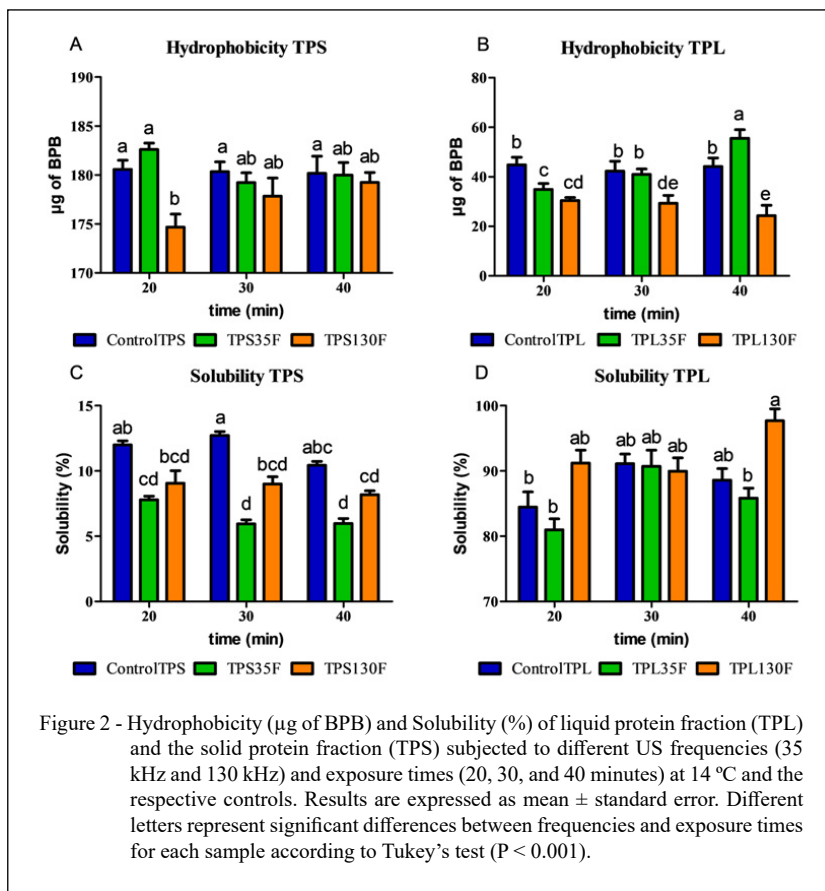 A
Hydrophobicity TPS
µg of BPB
190
185
180
175
170
a a b
a ab ab
a ab ab
20 30 40
time (min)
ControlTPS TPS35F TPS130F
B
Hydrophobicity TPL
µg of BPB
80
60
40
20
0
b c cd
b b de
b a e
20 30 40
time (min)
ControlTPL TPL35F TPL130F
C
Solubility TPS
Solubility (%)
15
10
5
0
ab cd bcd
a d bcd
abc d cd
20 30 40
time (min)
ControlTPS TPS35F TPS130F
D
Solubility TPL
Solubility (%)
100
90
80
70
b b ab
ab ab ab
ab b a
20 30 40
time (min)
ControlTPL TPL35F TPL130F
Figure 2 - Hydrophobicity (µg of BPB) and Solubility (%) of liquid protein fraction (TPL)
and the solid protein fraction (TPS) subjected to different US frequencies (35
kHz and 130 kHz) and exposure times (20, 30, and 40 minutes) at 14 ºC and the
respective controls. Results are expressed as mean ± standard error. Different
letters represent significant differences between frequencies and exposure times
for each sample according to Tukey’s test (P < 0.001).